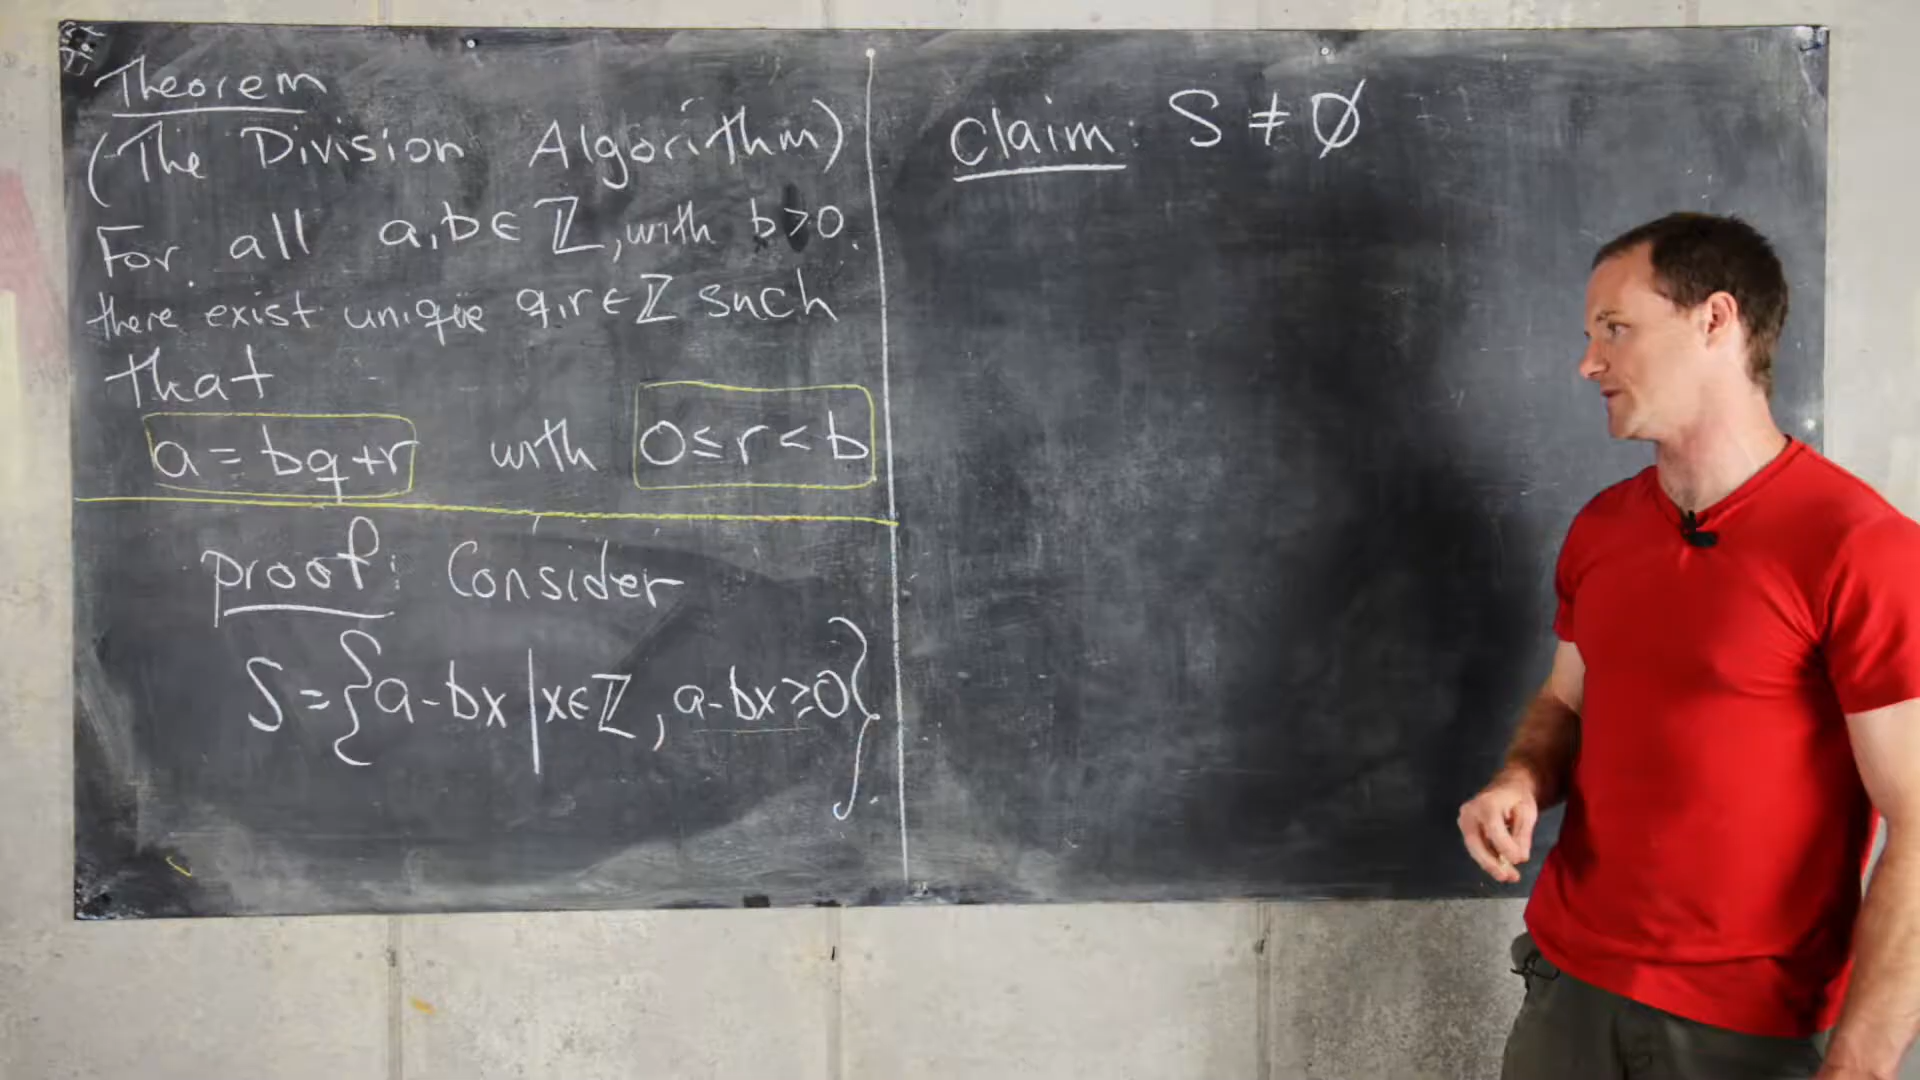 Theorem
(The Division Algorithm)
For all a,b∈ℤ, with b>0.
there exist unique q,r∈ℤ such
that
a=bq+r with 0≤r<b
proof: Consider
S={a-bx|x∈ℤ, a-bx≥0}.
Claim: S≠∅